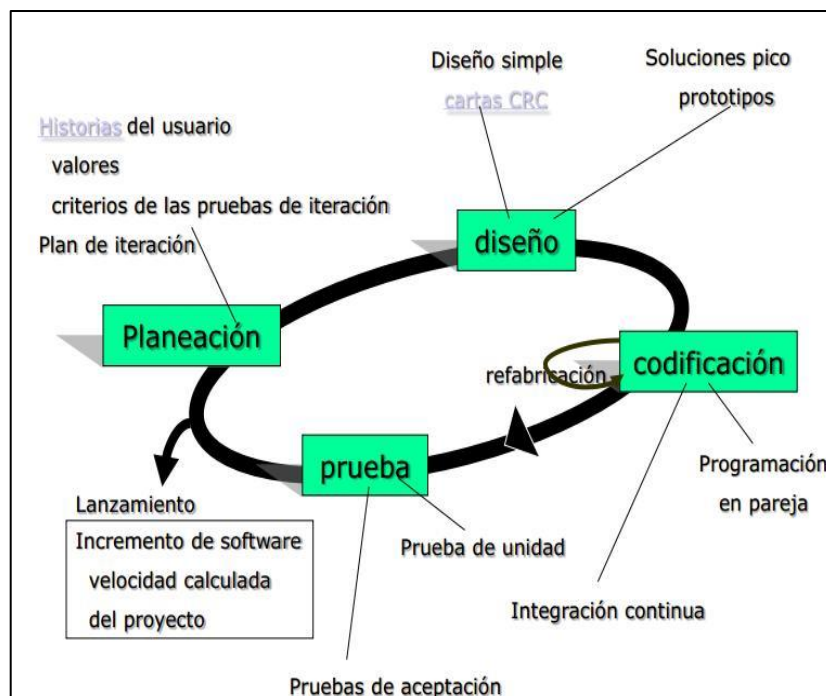 Diseño simple
cartas CRC
Soluciones pico
prototipos
Historias del usuario
valores
criterios de las pruebas de iteración
Plan de iteración
diseño
Planeación
refabricación
codificación
prueba
Programación
en pareja
Lanzamiento
Incremento de software
velocidad calculada
del proyecto
Prueba de unidad
Integración continua
Pruebas de aceptación